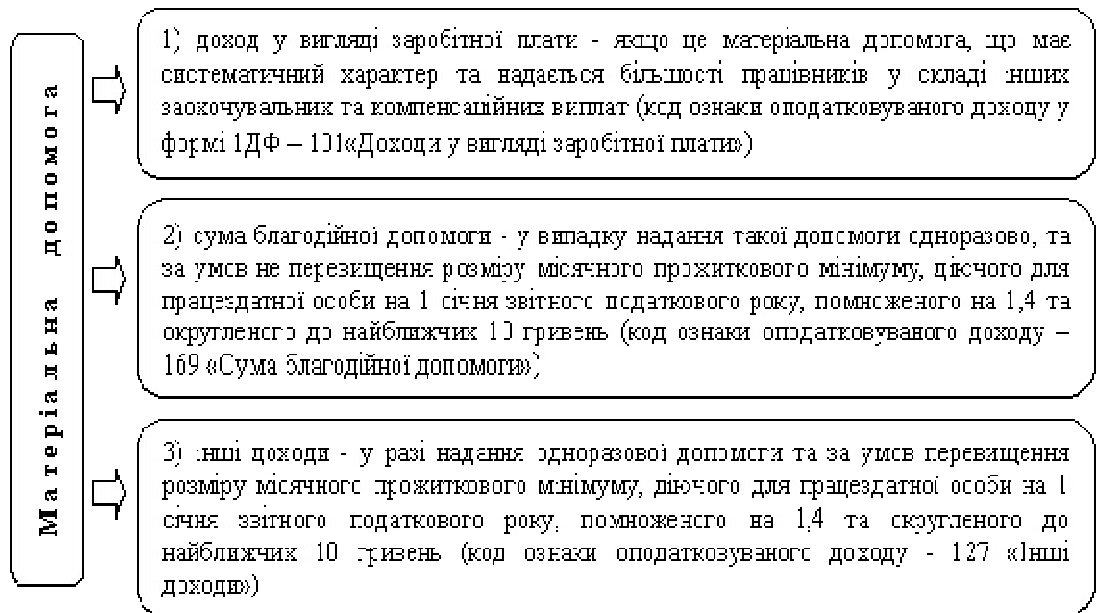 Матеріальна допомога
1) доход у вигляді заробітної плати - якщо це матеріальна допомога, що має
систематичний характер та надається більшості працівників у складі інших
заохочувальних та компенсаційних виплат (код ознаки оподатковуваного доходу у
формі 1ДФ – 101«Доходи у вигляді заробітної плати»)
2) сума благодійної допомоги - у випадку надання такої допомоги одноразово, та
за умов не перевищення розміру місячного прожиткового мінімуму, діючого для
працездатної особи на 1 січня звітного податкового року, помноженого на 1,4 та
округленого до найближчих 10 гривень (код ознаки оподатковуваного доходу –
169 «Сума благодійної допомоги»)
3) інші доходи - у разі надання одноразової допомоги та за умов перевищення
розміру місячного прожиткового мінімуму, діючого для працездатної особи на 1
січня звітного податкового року, помноженого на 1,4 та округленого до
найближчих 10 гривень (код ознаки оподатковуваного доходу - 127 «Інші
доходи»)